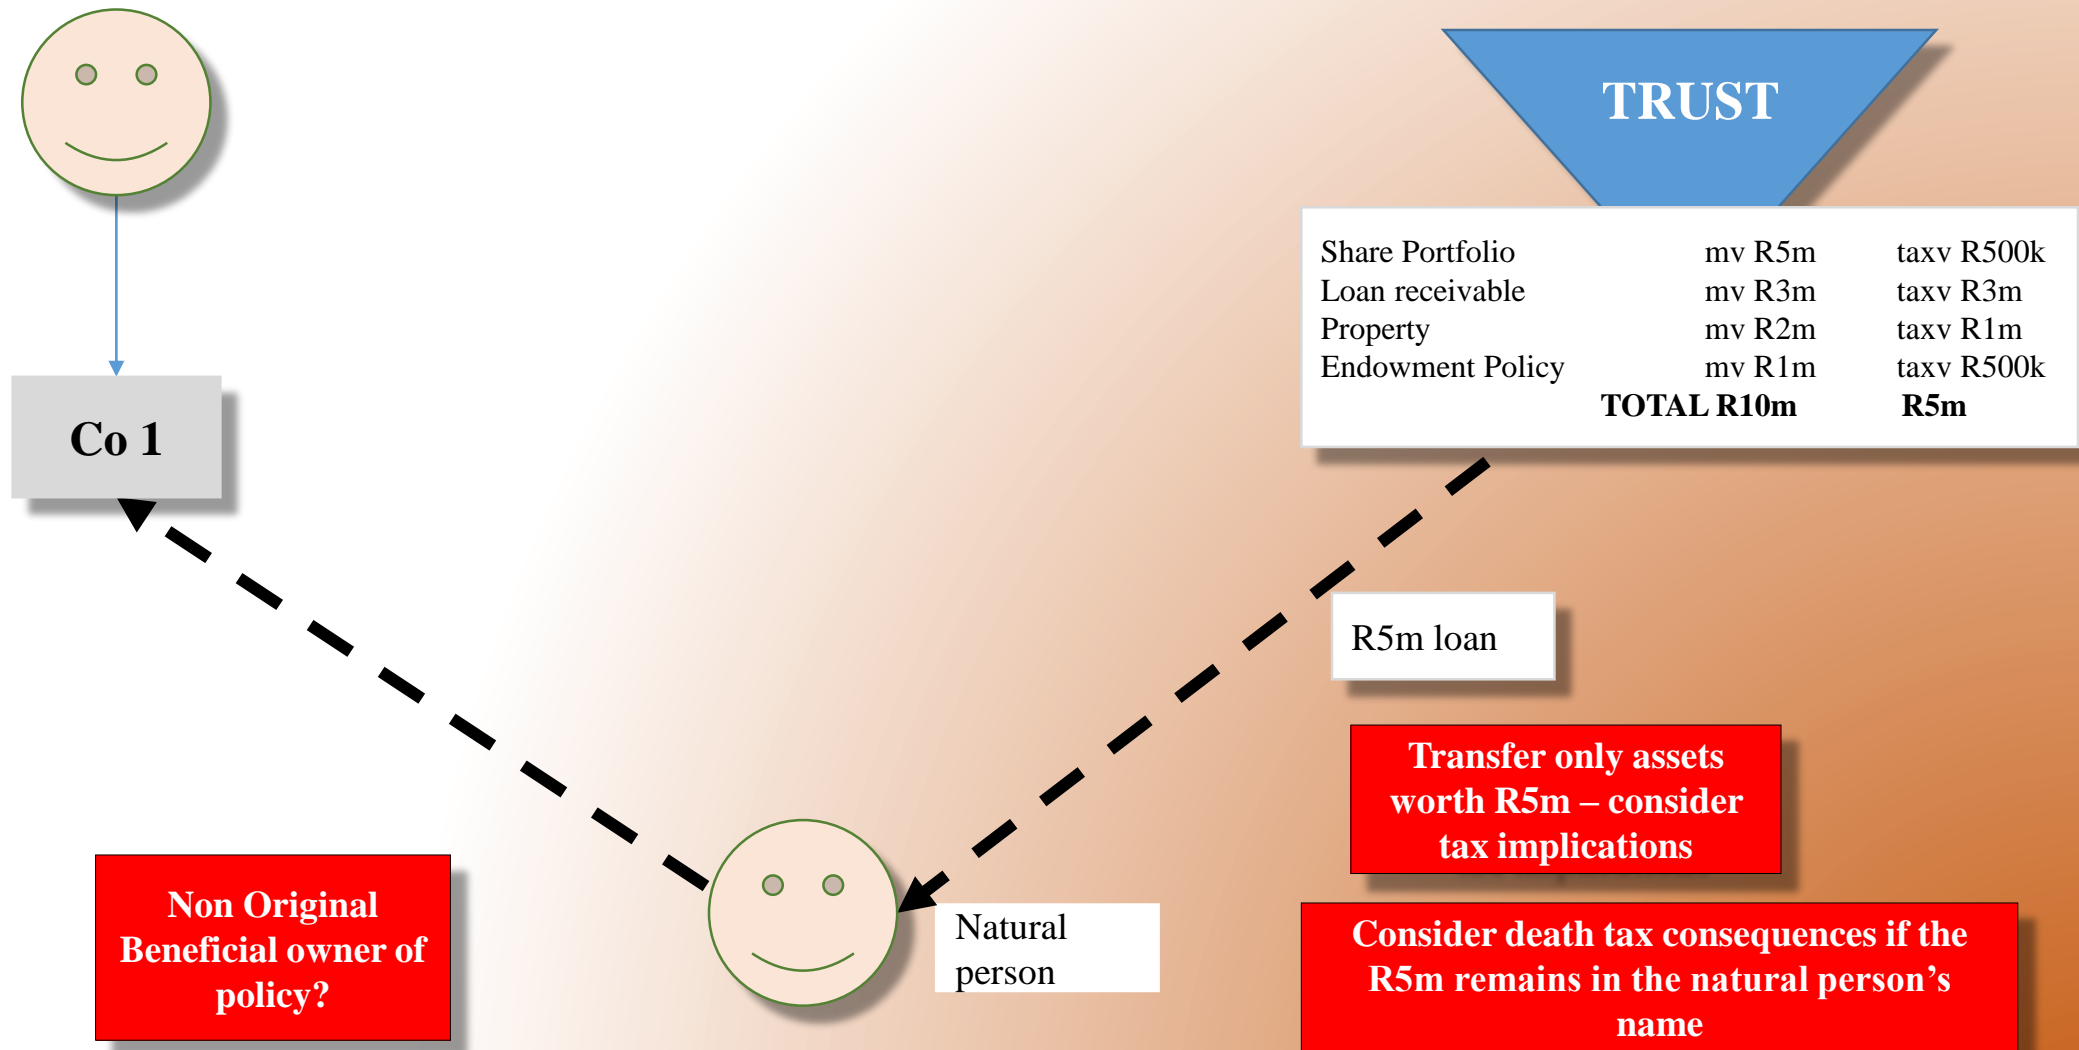 TRUST
Share Portfolio mv R5m taxv R500k
Loan receivable mv R3m taxv R3m
Property mv R2m taxv R1m
Endowment Policy mv R1m taxv R500k
TOTAL R10m R5m
Co 1
R5m loan
Transfer only assets
worth R5m – consider
tax implications
Non Original
Beneficial owner of
policy?
Natural
person
Consider death tax consequences if the
R5m remains in the natural person’s
name